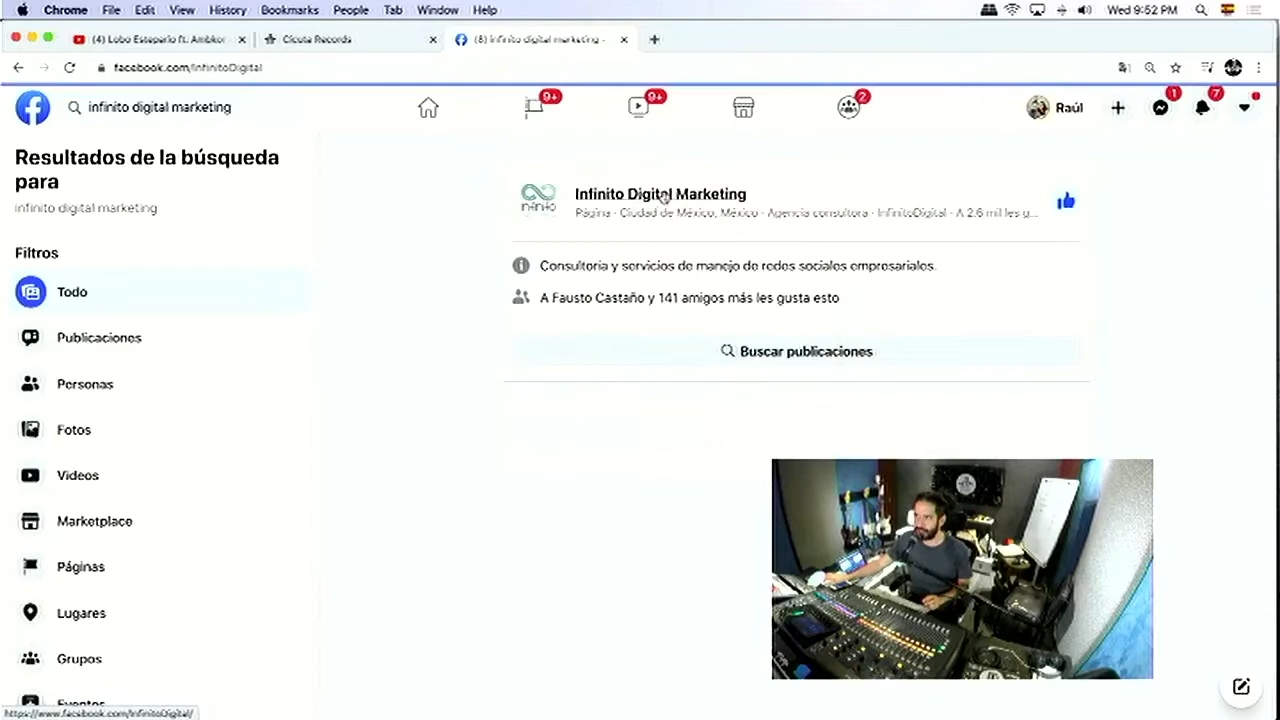 Chrome File Edit View History Bookmarks People Tab Window Help Wed 9:52 PM
(4) Lobo Estepario ft. Ambkor
Cicuta Records
(8) infinito digital marketing -
facebook.com/InfinitoDigital
infinito digital marketing
9+
9+
2
Raúl
1
7
Resultados de la búsqueda
para
infinito digital marketing
Filtros
Todo
Publicaciones
Personas
Fotos
Videos
Marketplace
Páginas
Lugares
Grupos
Eventos
infinito
Infinito Digital Marketing
Página · Ciudad de México, México · Agencia consultora · InfinitoDigital · A 2.6 mil les g...
Consultoria y servicios de manejo de redes sociales empresariales.
A Fausto Castaño y 141 amigos más les gusta esto
Buscar publicaciones
https://www.facebook.com/InfinitoDigital/